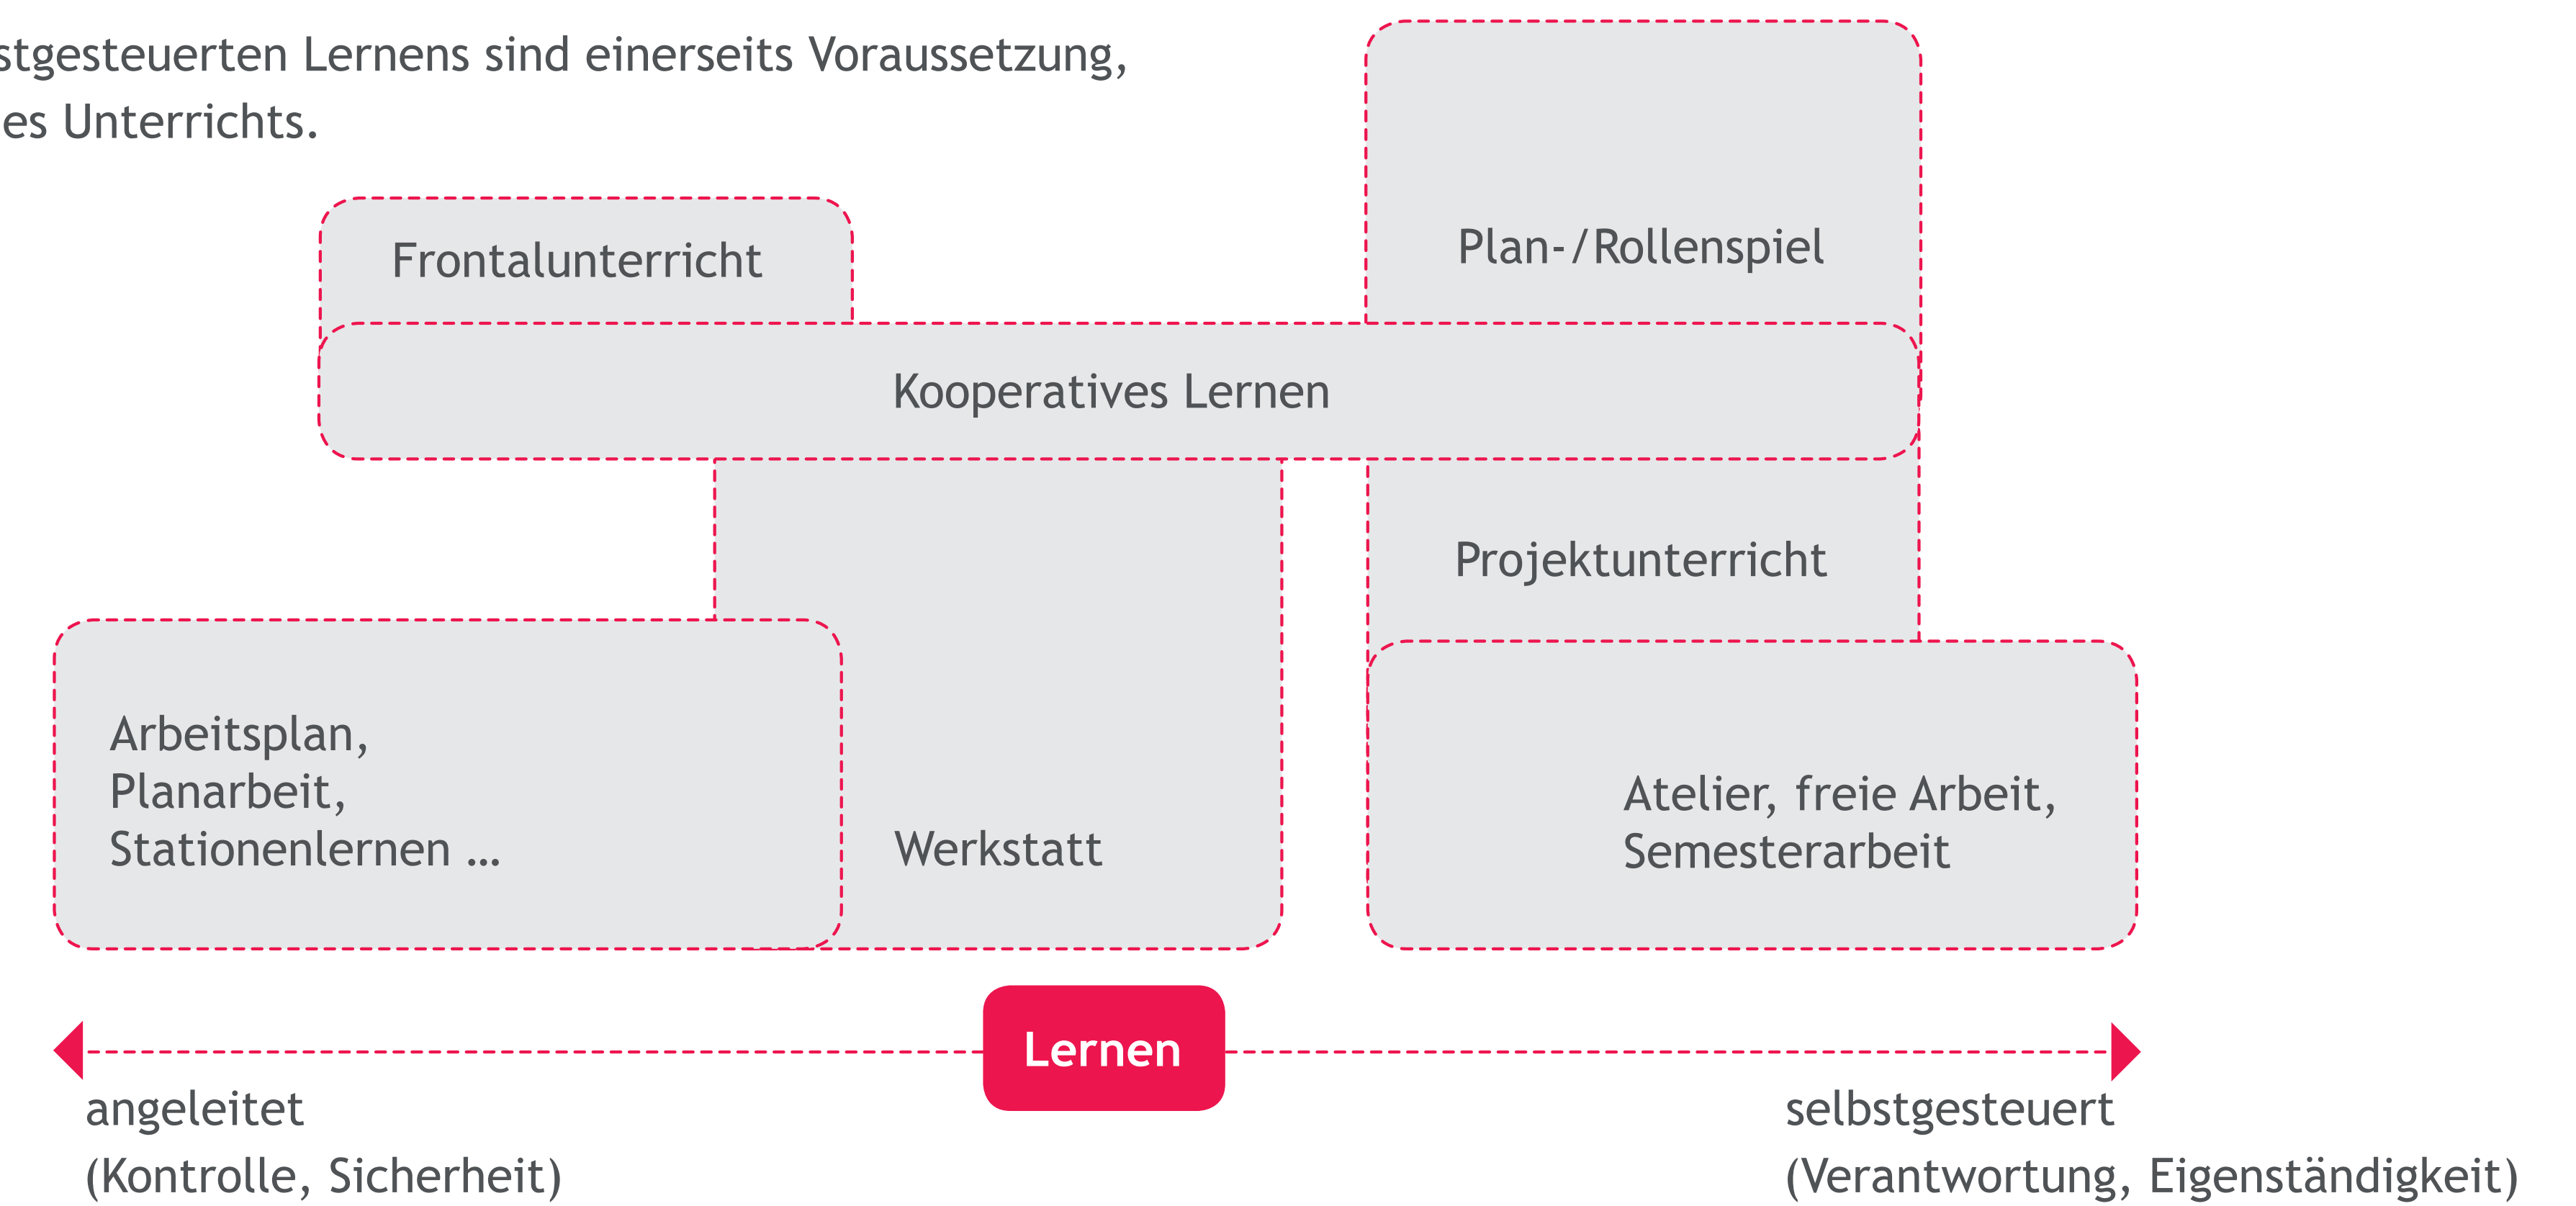 stgesteuerten Lernens sind einerseits Voraussetzung,
es Unterrichts.
Frontalunterricht
Plan-/Rollenspiel
Kooperatives Lernen
Projektunterricht
Arbeitsplan,
Planarbeit,
Stationenlernen …
Werkstatt
Atelier, freie Arbeit,
Semesterarbeit
Lernen
angeleitet
(Kontrolle, Sicherheit)
selbstgesteuert
(Verantwortung, Eigenständigkeit)